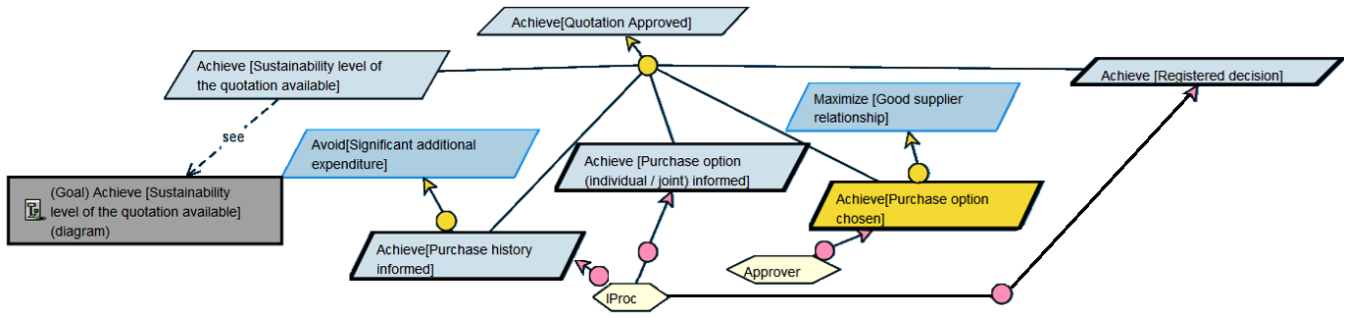 Achieve[Quotation Approved]
Achieve [Sustainability level of
the quotation available]
Achieve [Registered decision]
Maximize [Good supplier
relationship]
see
Avoid[Significant additional
expenditure]
Achieve [Purchase option
(individual / joint) informed]
(Goal) Achieve [Sustainability
level of the quotation available]
(diagram)
Achieve[Purchase option
chosen]
Achieve[Purchase history
informed]
Approver
IProc